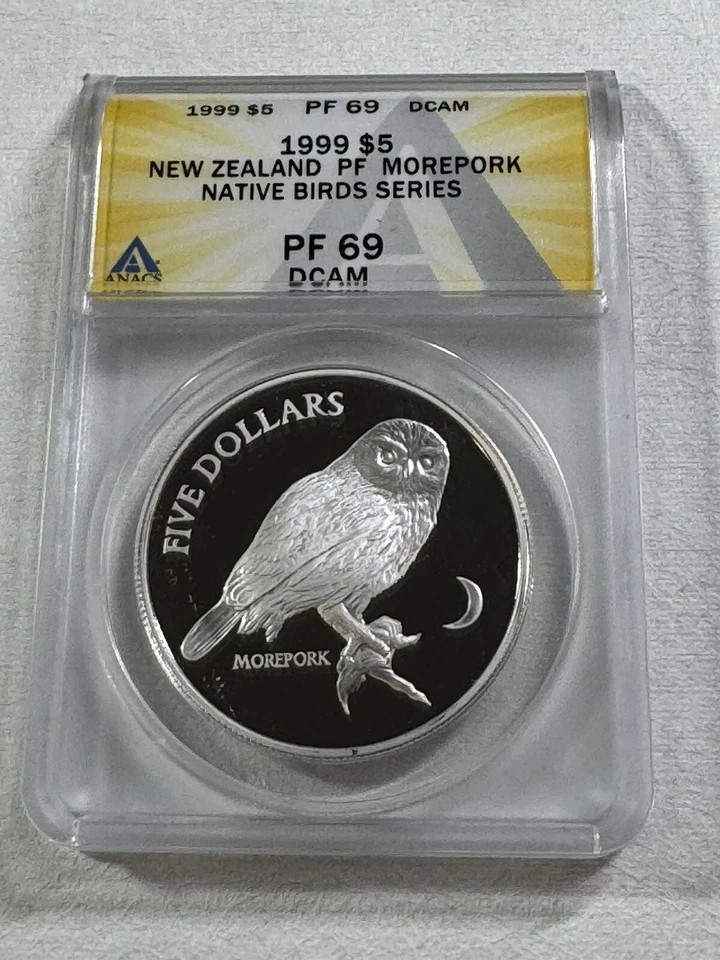 1999 $5 PF 69 DCAM
1999 $5
NEW ZEALAND PF MOREPORK
NATIVE BIRDS SERIES
PF 69
DCAM
ANACS
FIVE DOLLARS
MOREPORK